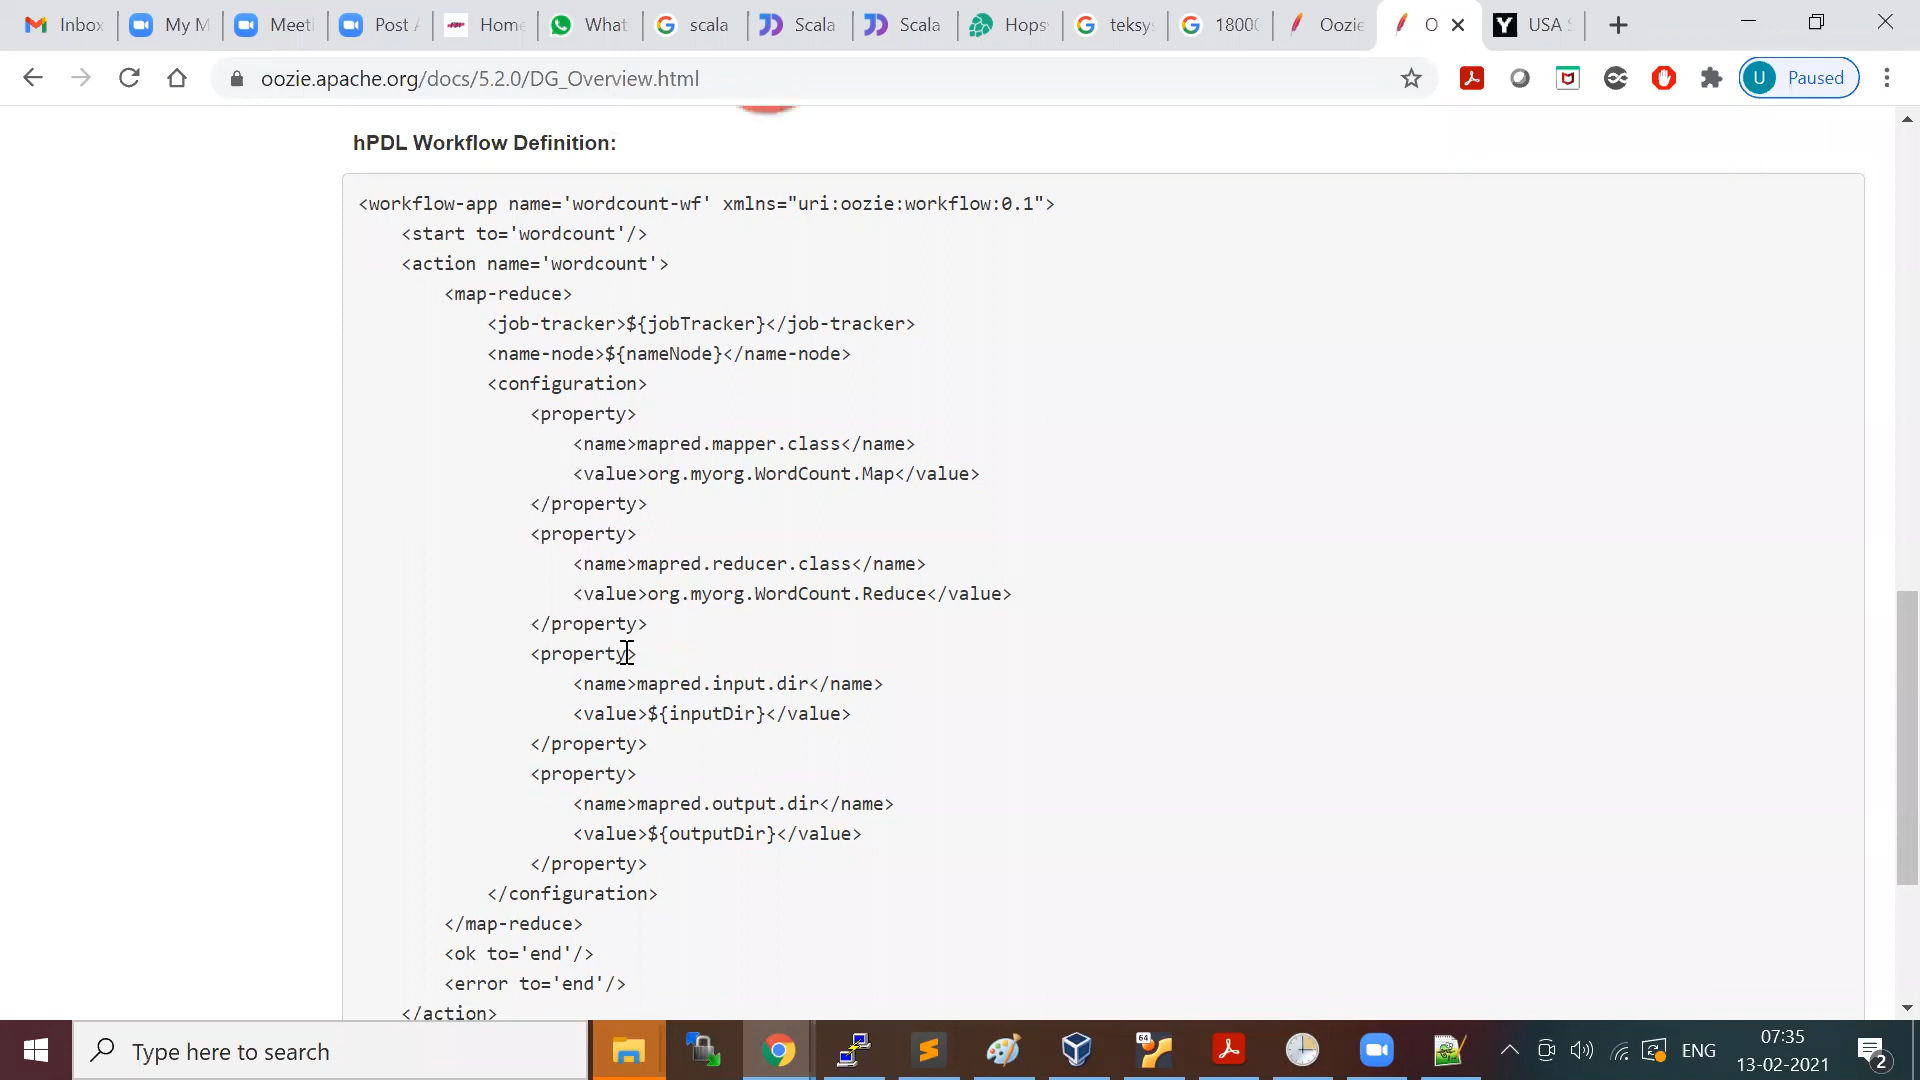 Inbox
My M
Meeti
Post A
Home
What
scala
Scala
Scala
Hops
teksy
1800
Oozie
O
USA
oozie.apache.org/docs/5.2.0/DG_Overview.html
U Paused
hPDL Workflow Definition:
<workflow-app name='wordcount-wf' xmlns="uri:oozie:workflow:0.1">
<start to='wordcount'/>
<action name='wordcount'>
<map-reduce>
<job-tracker>${jobTracker}</job-tracker>
<name-node>${nameNode}</name-node>
<configuration>
<property>
<name>mapred.mapper.class</name>
<value>org.myorg.WordCount.Map</value>
</property>
<property>
<name>mapred.reducer.class</name>
<value>org.myorg.WordCount.Reduce</value>
</property>
<property>
<name>mapred.input.dir</name>
<value>${inputDir}</value>
</property>
<property>
<name>mapred.output.dir</name>
<value>${outputDir}</value>
</property>
</configuration>
</map-reduce>
<ok to='end'/>
<error to='end'/>
</action>
Type here to search
64
ENG
07:35
13-02-2021
2